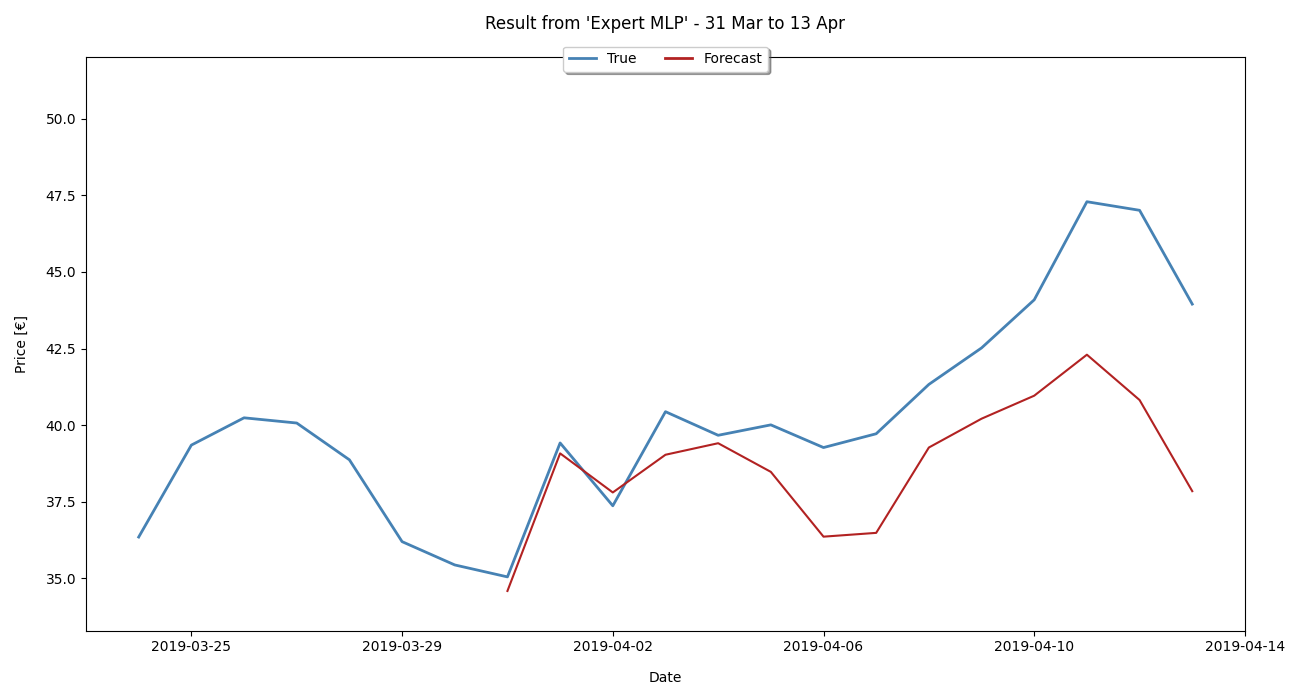 Result from 'Expert MLP' - 31 Mar to 13 Apr
True Forecast
50.0
47.5
45.0
42.5
40.0
37.5
35.0
Price [€]
2019-03-25 2019-03-29 2019-04-02 2019-04-06 2019-04-10 2019-04-14
Date